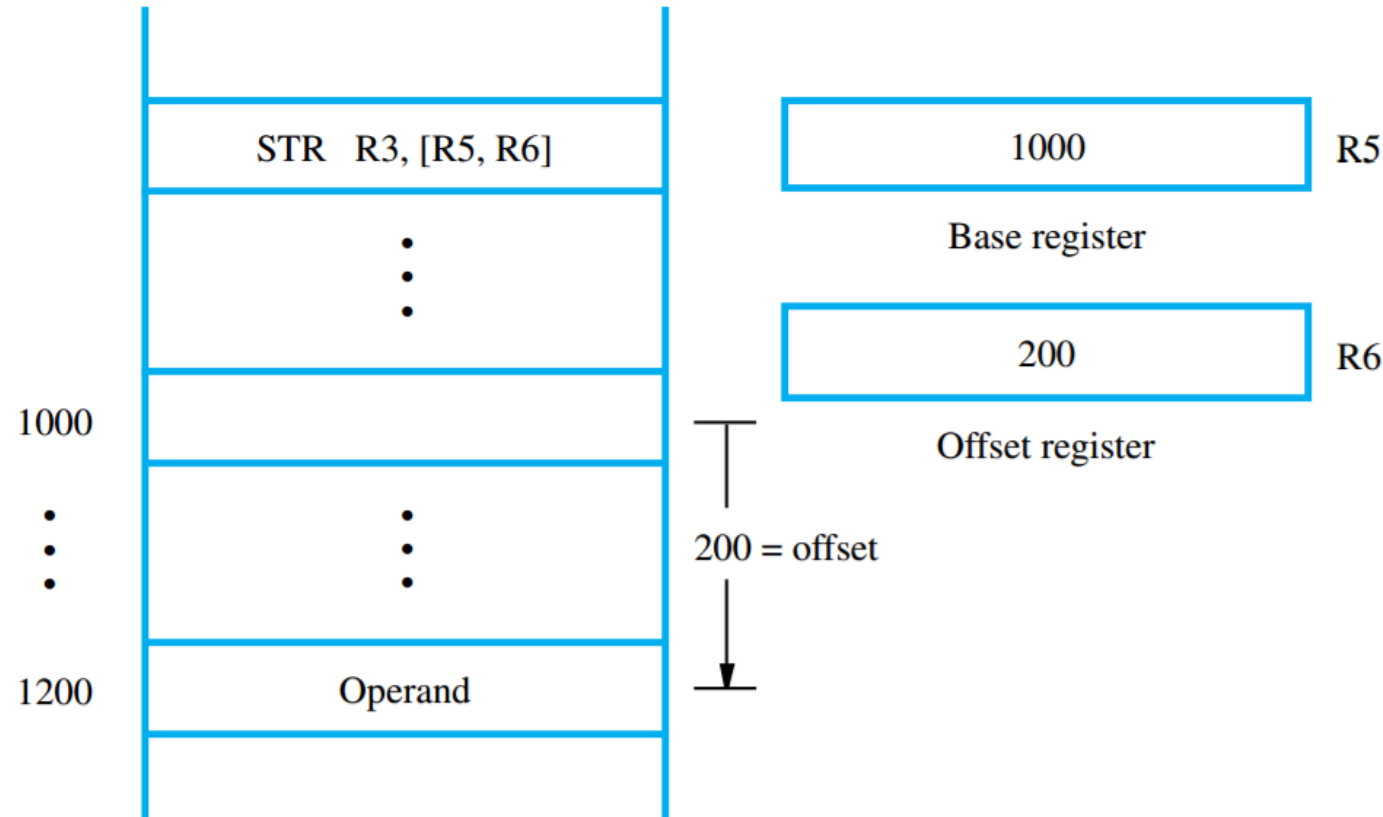 STR R3, [R5, R6]
1000
R5
Base register
200
R6
Offset register
1000
200 = offset
1200
Operand